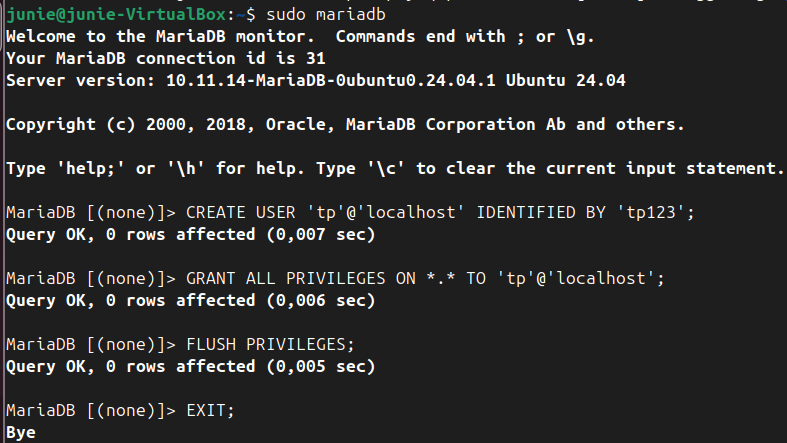 junie@junie-VirtualBox:~$ sudo mariadb
Welcome to the MariaDB monitor.  Commands end with ; or \g.
Your MariaDB connection id is 31
Server version: 10.11.14-MariaDB-0ubuntu0.24.04.1 Ubuntu 24.04
Copyright (c) 2000, 2018, Oracle, MariaDB Corporation Ab and others.
Type 'help;' or '\h' for help. Type '\c' to clear the current input statement.
MariaDB [(none)]> CREATE USER 'tp'@'localhost' IDENTIFIED BY 'tp123';
Query OK, 0 rows affected (0,007 sec)
MariaDB [(none)]> GRANT ALL PRIVILEGES ON *.* TO 'tp'@'localhost';
Query OK, 0 rows affected (0,006 sec)
MariaDB [(none)]> FLUSH PRIVILEGES;
Query OK, 0 rows affected (0,005 sec)
MariaDB [(none)]> EXIT;
Bye